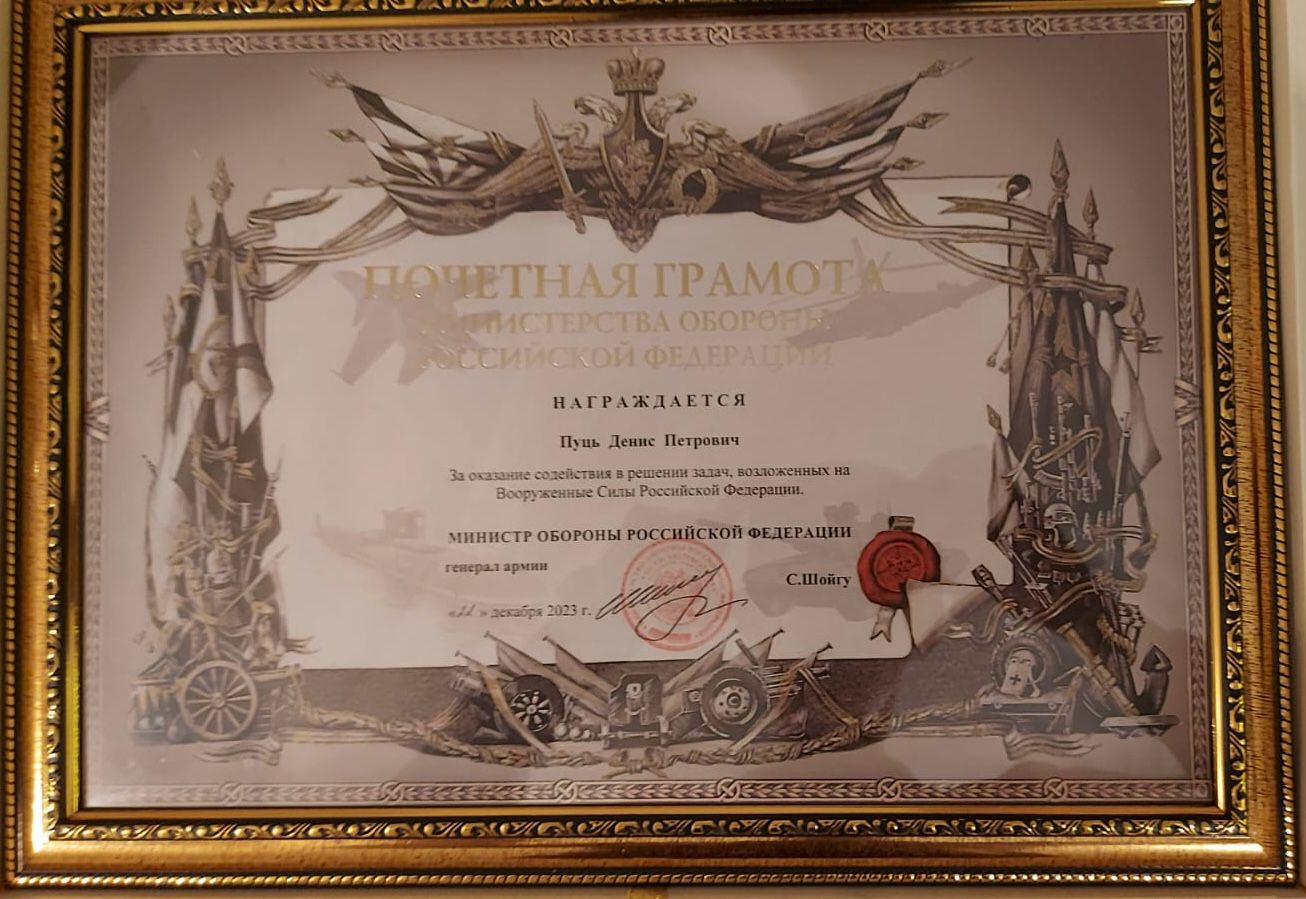 ПОЧЕТНАЯ ГРАМОТА
МИНИСТЕРСТВА ОБОРОНЫ
РОССИЙСКОЙ ФЕДЕРАЦИИ
НАГРАЖДАЕТСЯ
Пуць Денис Петрович
За оказание содействия в решении задач, возложенных на
Вооруженные Силы Российской Федерации.
МИНИСТР ОБОРОНЫ РОССИЙСКОЙ ФЕДЕРАЦИИ
генерал армии
С.Шойгу
«22» декабря 2023 г.